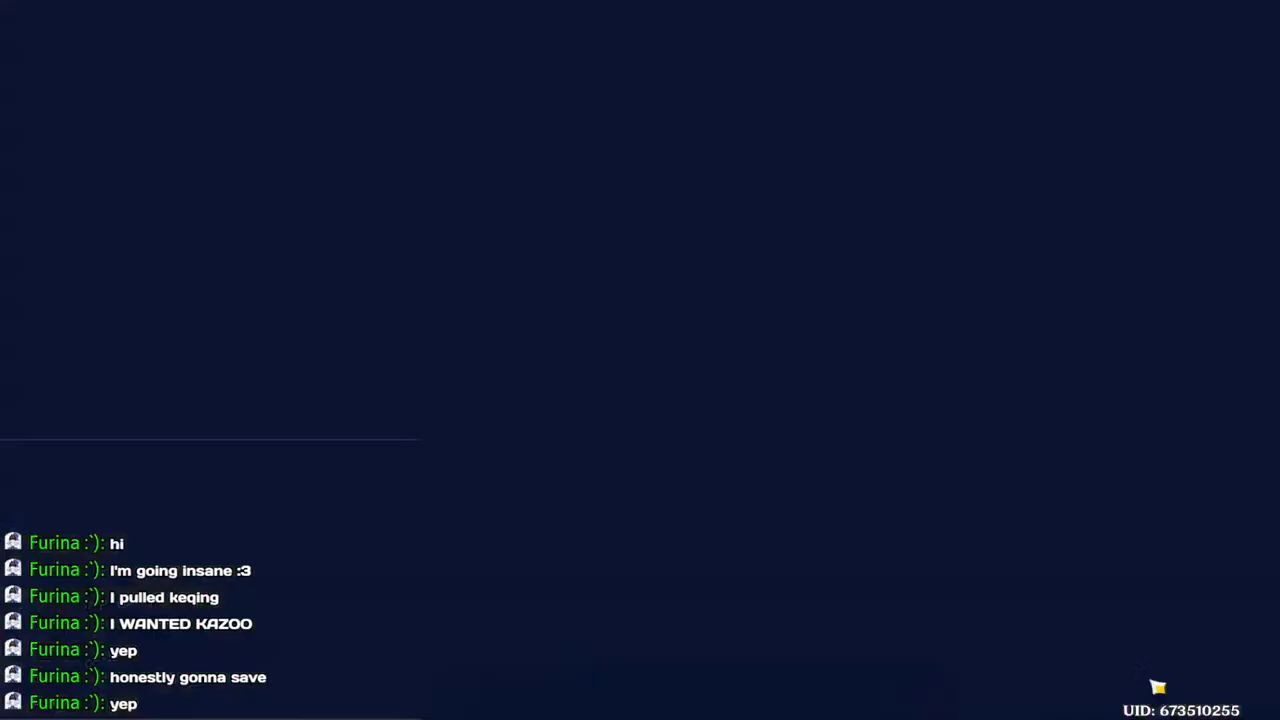 Furina :`): hi
Furina :`): I'm going insane :3
Furina :`): I pulled keqing
Furina :`): I WANTED KAZOO
Furina :`): yep
Furina :`): honestly gonna save
Furina :`): yep
UID: 673510255